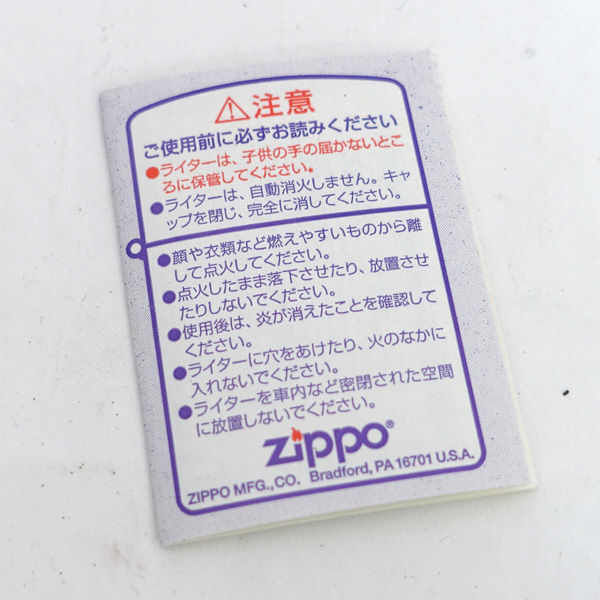 ⚠注意
ご使用前に必ずお読みください
●ライターは、子供の手の届かないとこ
ろに保管してください。
●ライターは、自動消火しません。キャ
ップを閉じ、完全に消してください。
●顔や衣類など燃えやすいものから離
して点火してください。
●点火したまま落下させたり、放置させ
たりしないでください。
●使用後は、炎が消えたことを確認して
ください。
●ライターに穴をあけたり、火のなかに
入れないでください。
●ライターを車内など密閉された空間
に放置しないでください。
zippo®
ZIPPO MFG.,CO. Bradford, PA 16701 U.S.A.